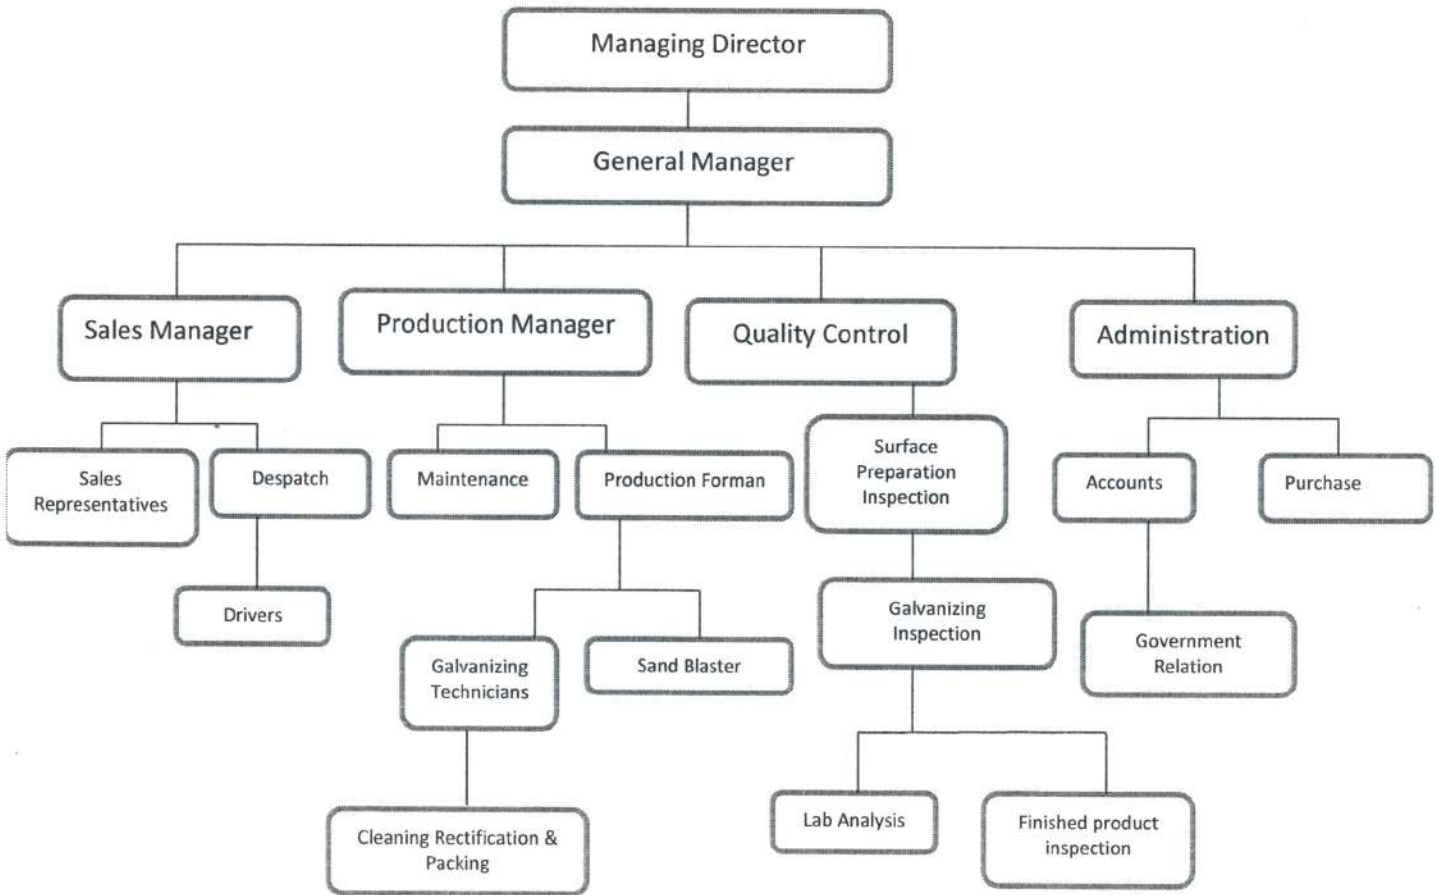 Managing Director
General Manager
Sales Manager
Production Manager
Quality Control
Administration
Sales
Representatives
Despatch
Maintenance
Production Forman
Surface
Preparation
Inspection
Accounts
Purchase
Drivers
Galvanizing
Technicians
Sand Blaster
Galvanizing
Inspection
Government
Relation
Cleaning Rectification &
Packing
Lab Analysis
Finished product
inspection